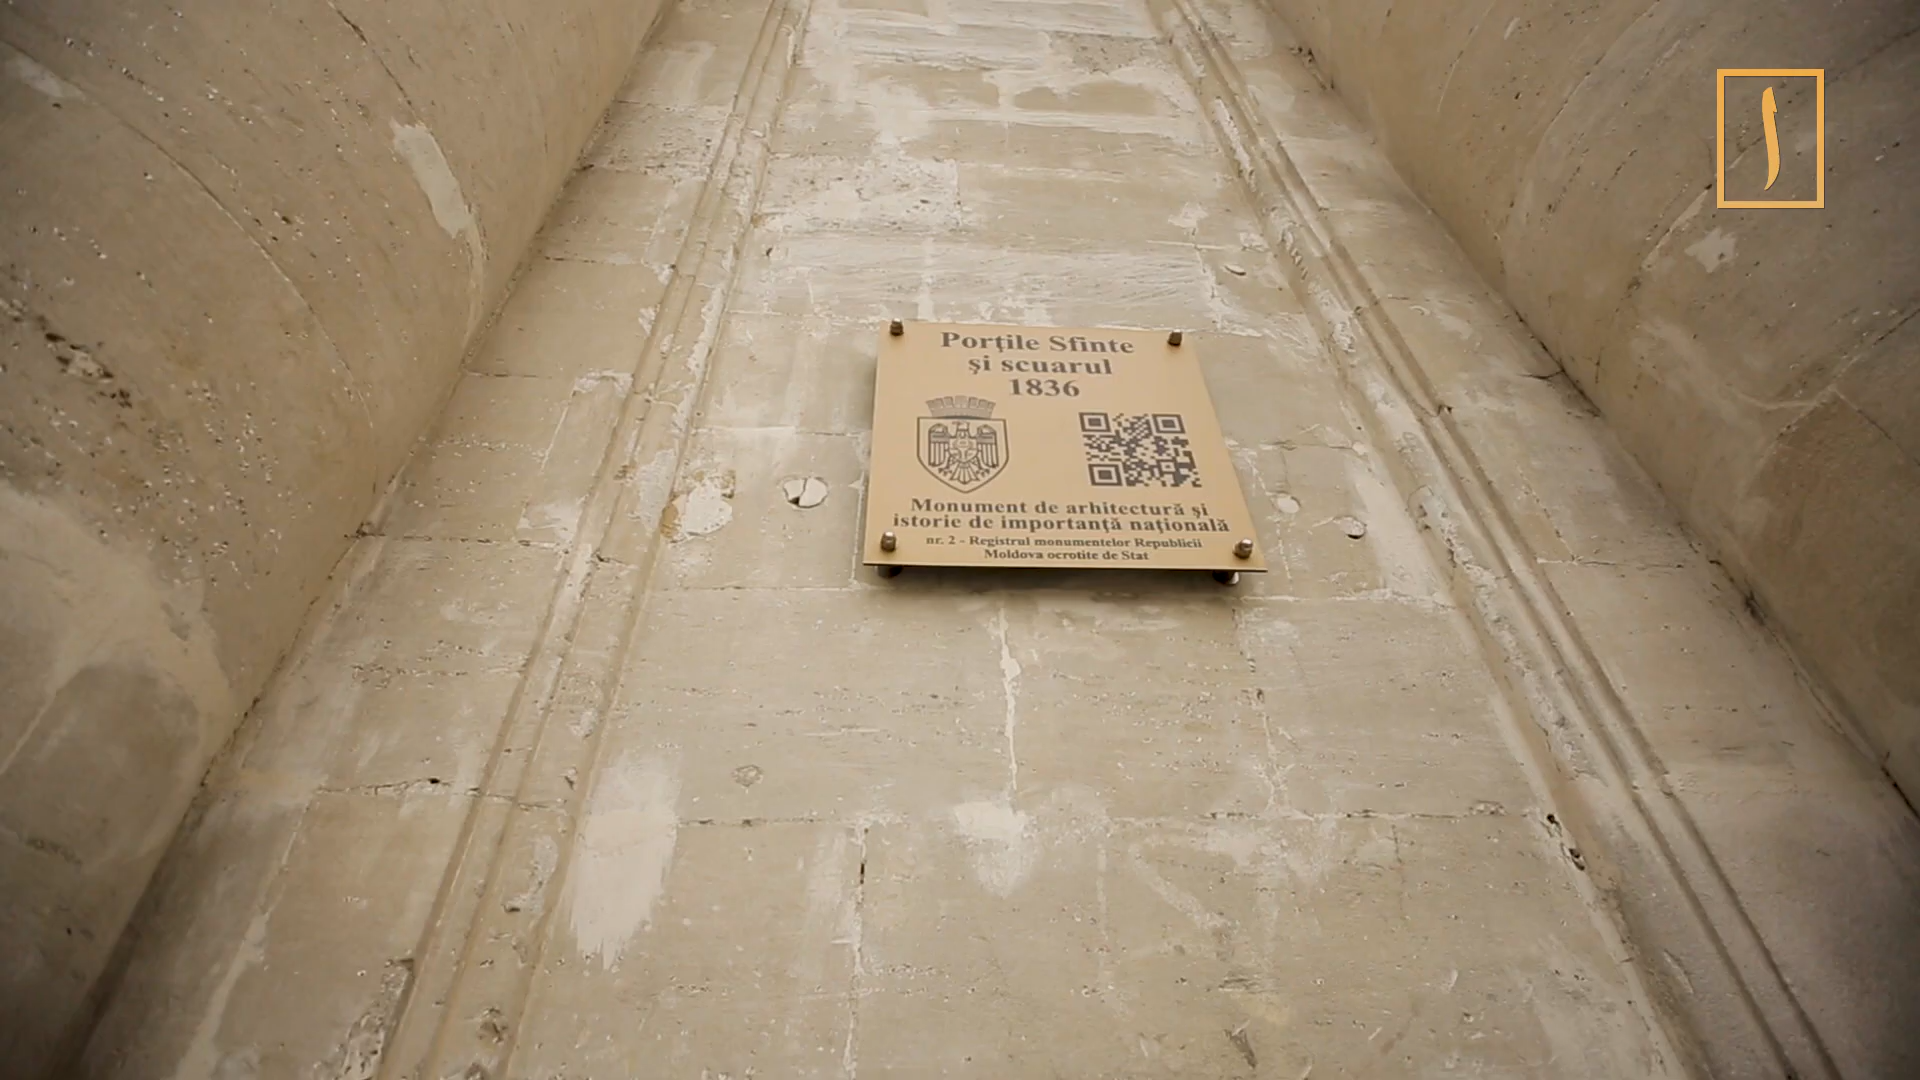 Porţile Sfinte
şi scuarul
1836
Monument de arhitectură şi
istorie de importanţă naţională
nr. 2 - Registrul monumentelor Republicii
Moldova ocrotite de Stat